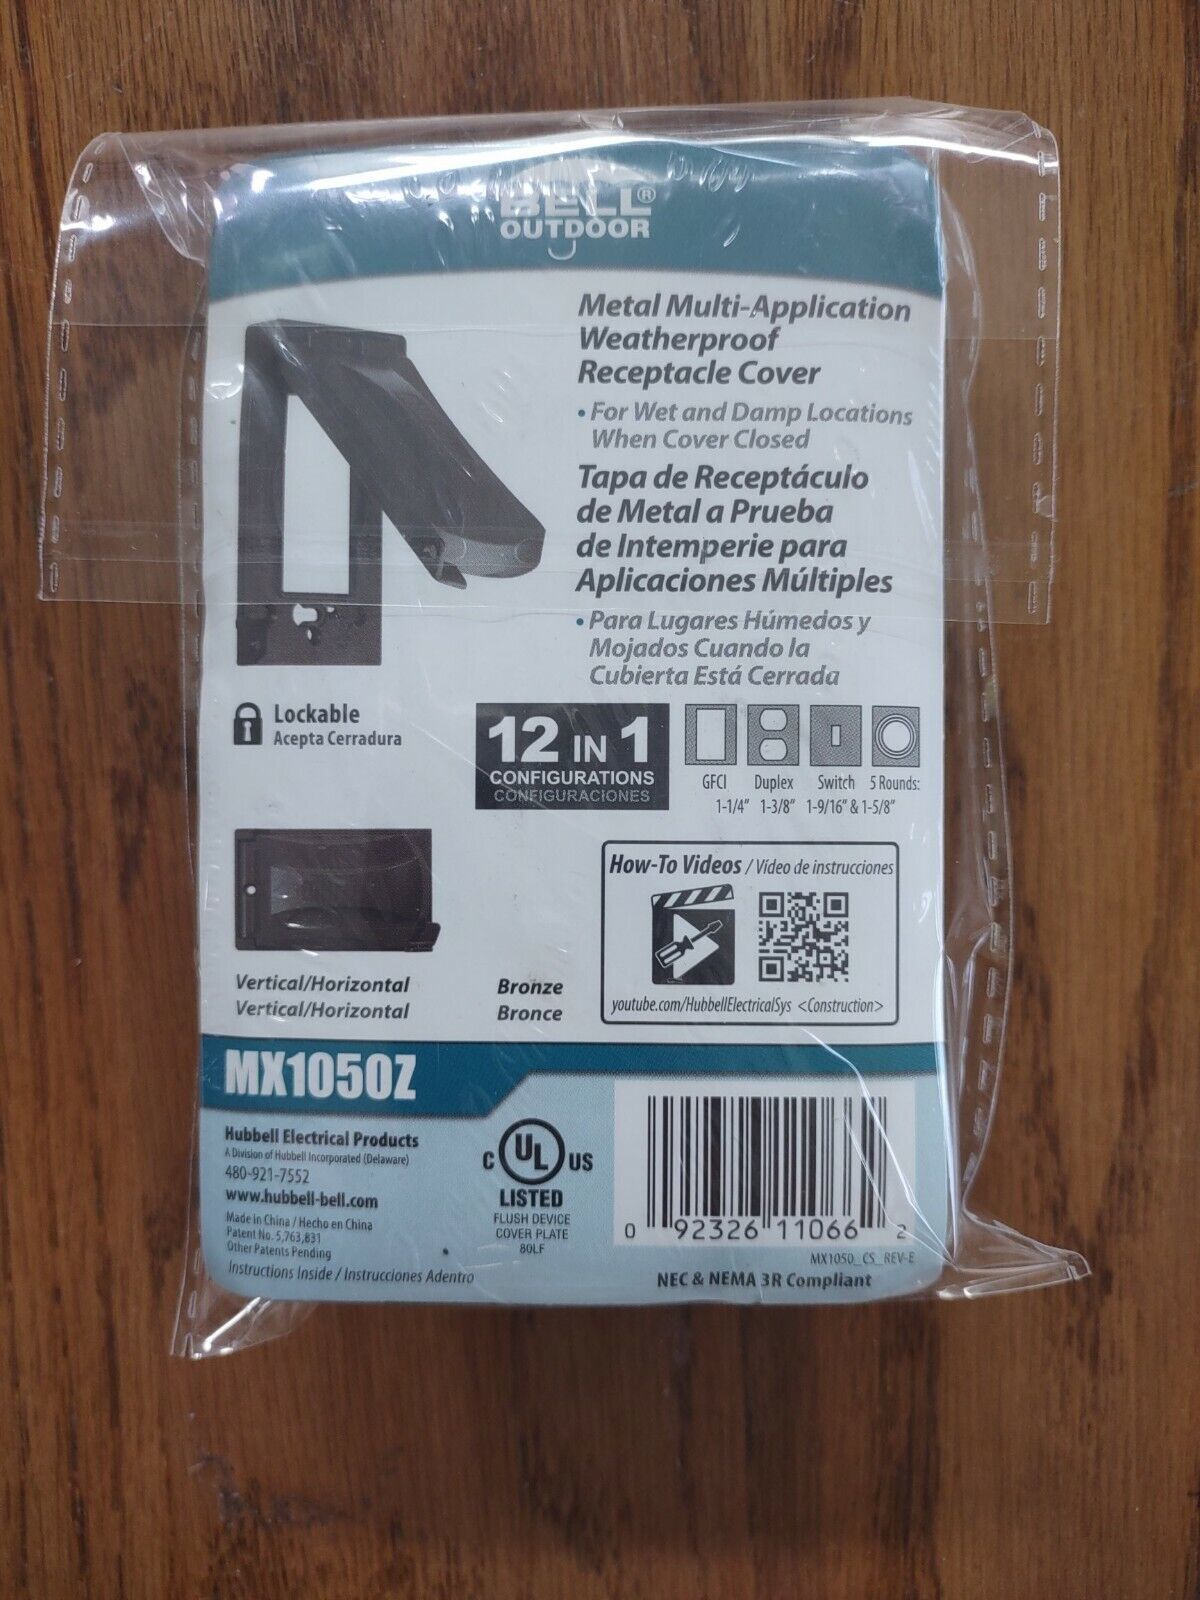 BELL®
OUTDOOR
Metal Multi-Application
Weatherproof
Receptacle Cover
• For Wet and Damp Locations
When Cover Closed
Tapa de Receptáculo
de Metal a Prueba
de Intemperie para
Aplicaciones Múltiples
• Para Lugares Húmedos y
Mojados Cuando la
Cubierta Está Cerrada
Lockable
Acepta Cerradura
12 IN 1
CONFIGURATIONS
CONFIGURACIONES
GFCI Duplex Switch 5 Rounds:
1-1/4" 1-3/8" 1-9/16" & 1-5/8"
How-To Videos / Vídeo de instrucciones
youtube.com/HubbellElectricalSys <Construction>
Vertical/Horizontal
Vertical/Horizontal
Bronze
Bronce
MX1050Z
Hubbell Electrical Products
A Division of Hubbell Incorporated (Delaware)
480-921-7552
www.hubbell-bell.com
Made in China / Hecho en China
Patent No. 5,763,831
Other Patents Pending
Instructions Inside / Instrucciones Adentro
C UL US
LISTED
FLUSH DEVICE
COVER PLATE
80LF
0 92326 11066 2
MX1050_CS_REV-E
NEC & NEMA 3R Compliant